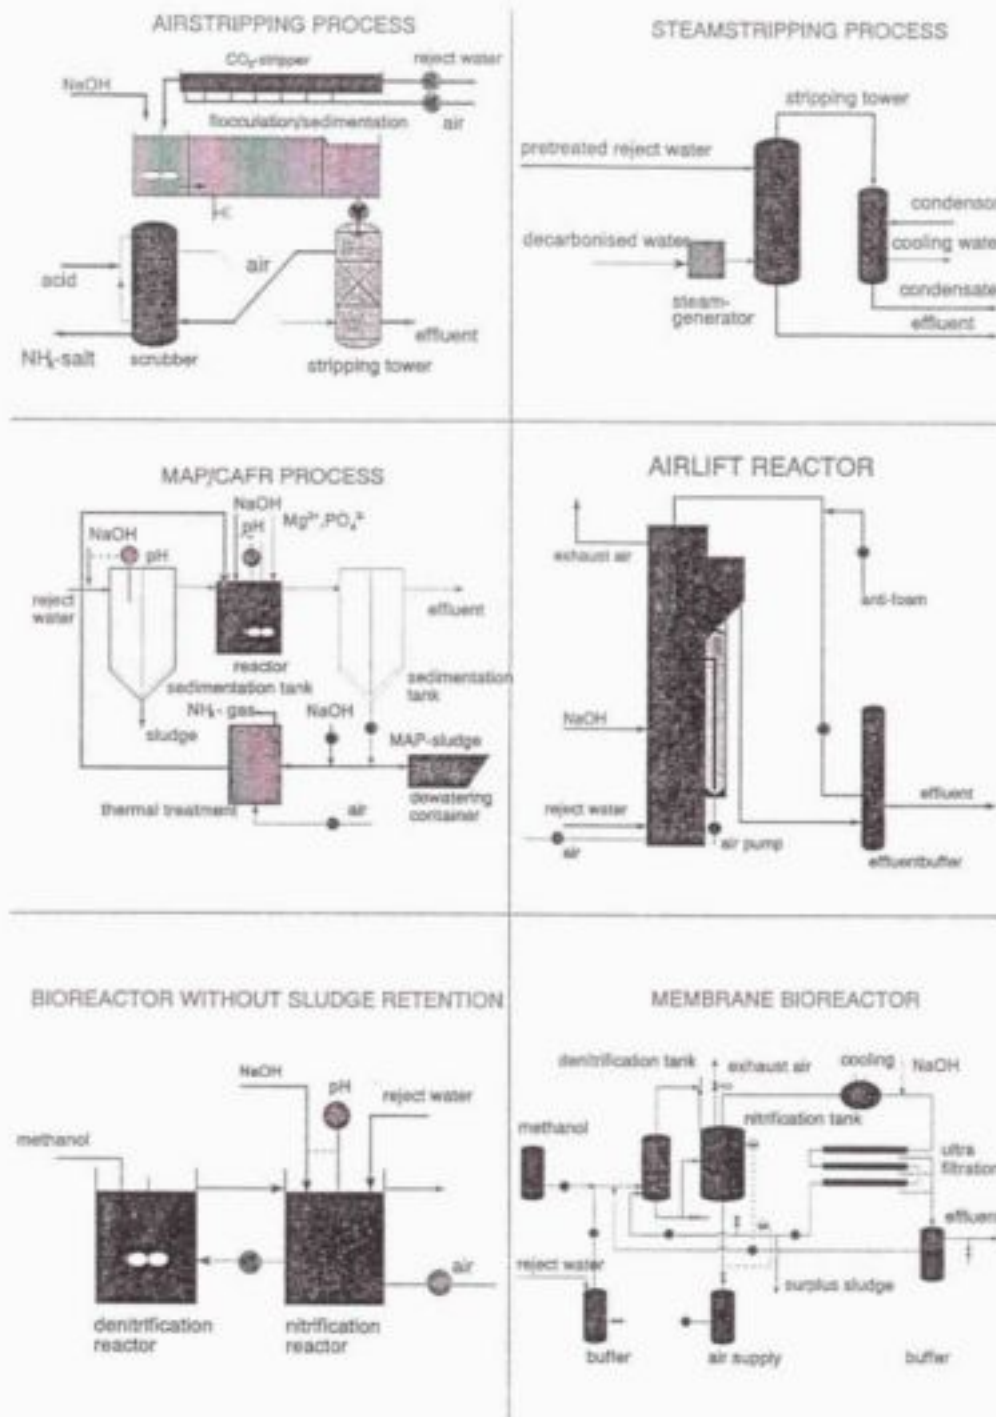 AIRSTRIPPING PROCESS
CO₂-stripper
reject water
NaOH
air
flocculation/sedimentation
acid
air
NH₄-salt
scrubber
effluent
stripping tower
STEAMSTRIPPING PROCESS
stripping tower
pretreated reject water
condensor
decarbonised water
cooling water
steam-
generator
condensate
effluent
MAP/CAFR PROCESS
NaOH
Mg²⁺,PO₄³⁻
pH
NaOH
pH
reject
water
effluent
reactor
sedimentation tank
sedimentation
tank
NH₃- gas
NaOH
sludge
MAP-sludge
thermal treatment
air
dewatering
container
AIRLIFT REACTOR
exhaust air
anti-foam
NaOH
reject water
air
air pump
effluent
effluentbuffer
BIOREACTOR WITHOUT SLUDGE RETENTION
NaOH
pH
reject water
methanol
air
denitrification
reactor
nitrification
reactor
MEMBRANE BIOREACTOR
denitrification tank
exhaust air
cooling
NaOH
methanol
nitrification tank
ultra
filtration
effluent
reject water
surplus sludge
buffer
air supply
buffer